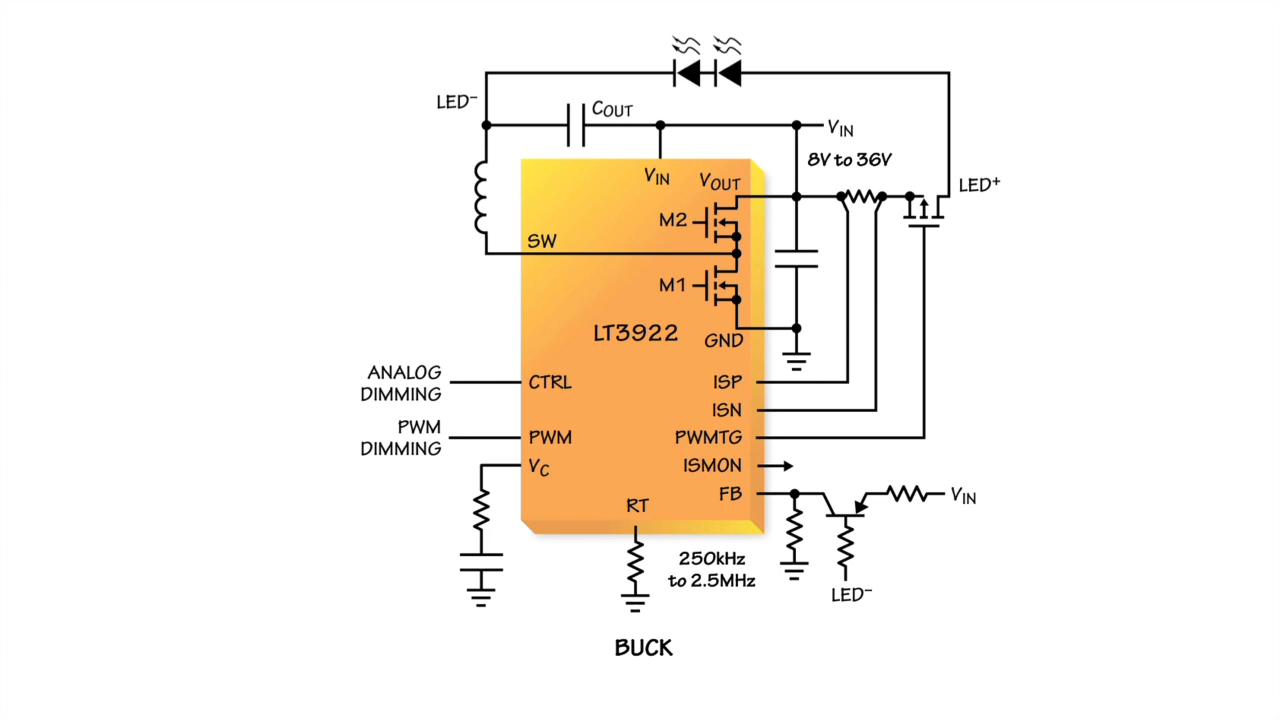 LED⁻
COUT
VIN
8V to 36V
VIN
VOUT
LED⁺
M2
SW
M1
LT3922
GND
ANALOG
DIMMING
CTRL
ISP
ISN
PWM
DIMMING
PWM
PWMTG
VC
ISMON
FB
VIN
RT
250kHz
to 2.5MHz
LED⁻
BUCK